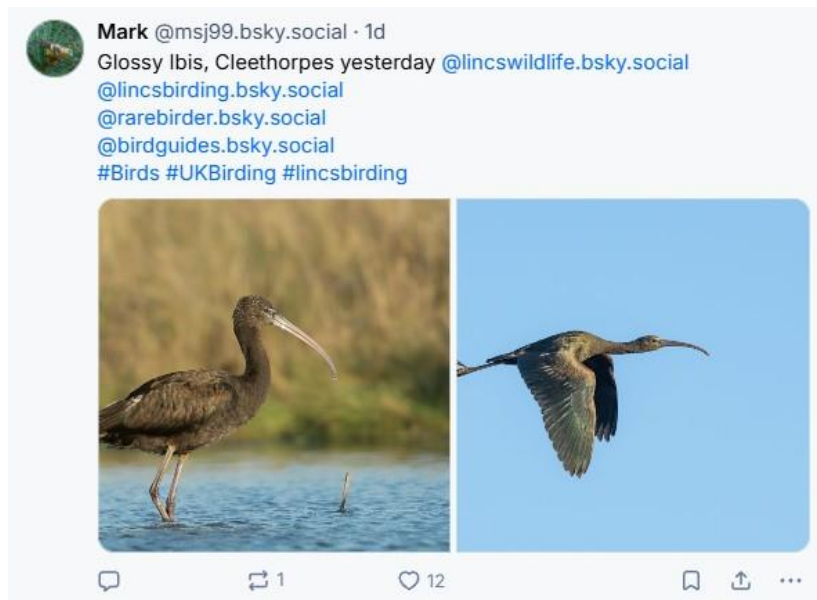 Mark @msj99.bsky.social · 1d
Glossy Ibis, Cleethorpes yesterday @lincswildlife.bsky.social
@lincsbirding.bsky.social
@rarebirder.bsky.social
@birdguides.bsky.social
#Birds #UKBirding #lincsbirding
1 12